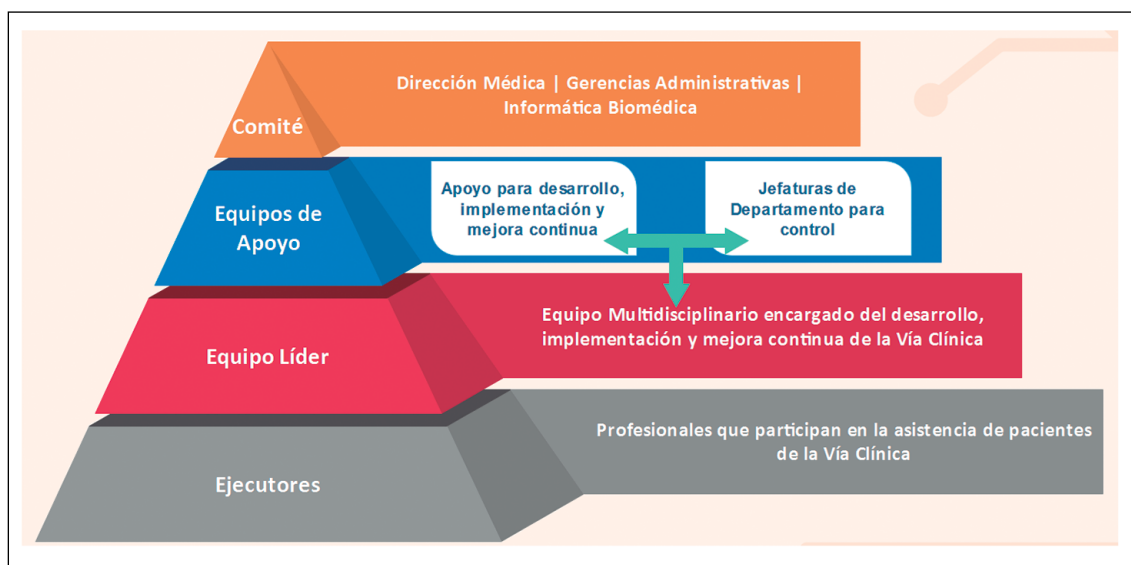 Comité
Dirección Médica | Gerencias Administrativas |
Informática Biomédica
Equipos de
Apoyo
Apoyo para desarrollo,
implementación y
mejora continua
Jefaturas de
Departamento para
control
Equipo Líder
Equipo Multidisciplinario encargado del desarrollo,
implementación y mejora continua de la Vía Clínica
Ejecutores
Profesionales que participan en la asistencia de pacientes
de la Vía Clínica